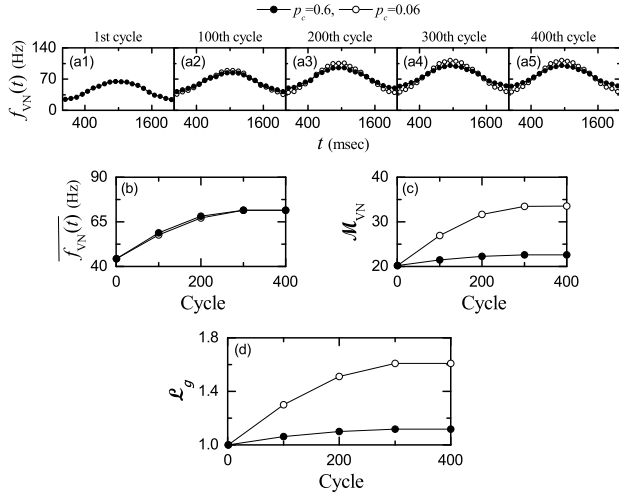 p_c=0.6, p_c=0.06
1st cycle 100th cycle 200th cycle 300th cycle 400th cycle
f_VN(t) (Hz)
140
70
0
(a1) (a2) (a3) (a4) (a5)
400 1600 400 1600 400 1600 400 1600 400 1600
t (msec)
(b)
f_VN(t) (Hz)
90
65
40
0 100 200 300 400
Cycle
(c)
ℳ_VN
40
30
20
0 100 200 300 400
Cycle
(d)
ℒ_g
1.8
1.4
1.0
0 200 400
Cycle